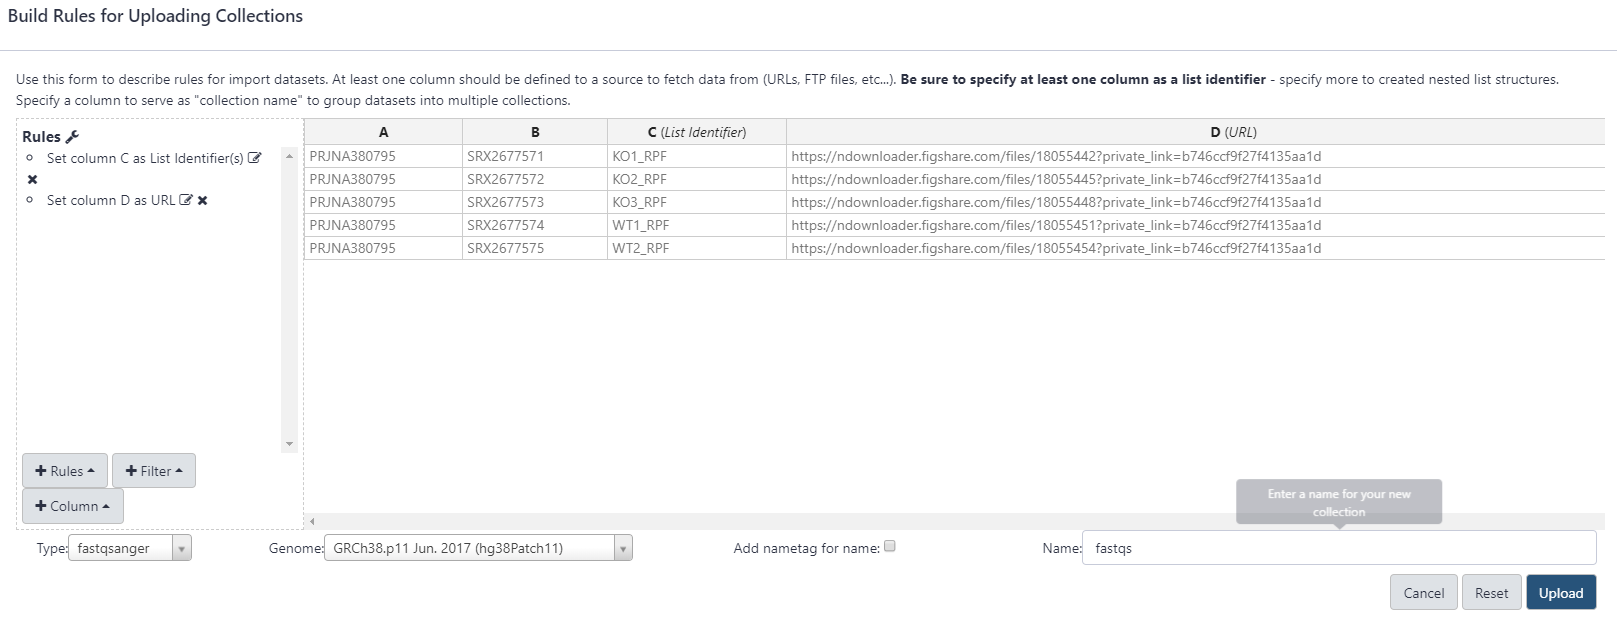 Build Rules for Uploading Collections
Use this form to describe rules for import datasets. At least one column should be defined to a source to fetch data from (URLs, FTP files, etc...). Be sure to specify at least one column as a list identifier - specify more to created nested list structures.
Specify a column to serve as "collection name" to group datasets into multiple collections.
Rules
Set column C as List Identifier(s)
Set column D as URL
A B C (List Identifier) D (URL)
PRJNA380795 SRX2677571 KO1_RPF https://ndownloader.figshare.com/files/18055442?private_link=b746ccf9f27f4135aa1d
PRJNA380795 SRX2677572 KO2_RPF https://ndownloader.figshare.com/files/18055445?private_link=b746ccf9f27f4135aa1d
PRJNA380795 SRX2677573 KO3_RPF https://ndownloader.figshare.com/files/18055448?private_link=b746ccf9f27f4135aa1d
PRJNA380795 SRX2677574 WT1_RPF https://ndownloader.figshare.com/files/18055451?private_link=b746ccf9f27f4135aa1d
PRJNA380795 SRX2677575 WT2_RPF https://ndownloader.figshare.com/files/18055454?private_link=b746ccf9f27f4135aa1d
+ Rules + Filter
+ Column
Enter a name for your new
collection
Type: fastqsanger Genome: GRCh38.p11 Jun. 2017 (hg38Patch11) Add nametag for name: Name: fastqs
Cancel Reset Upload